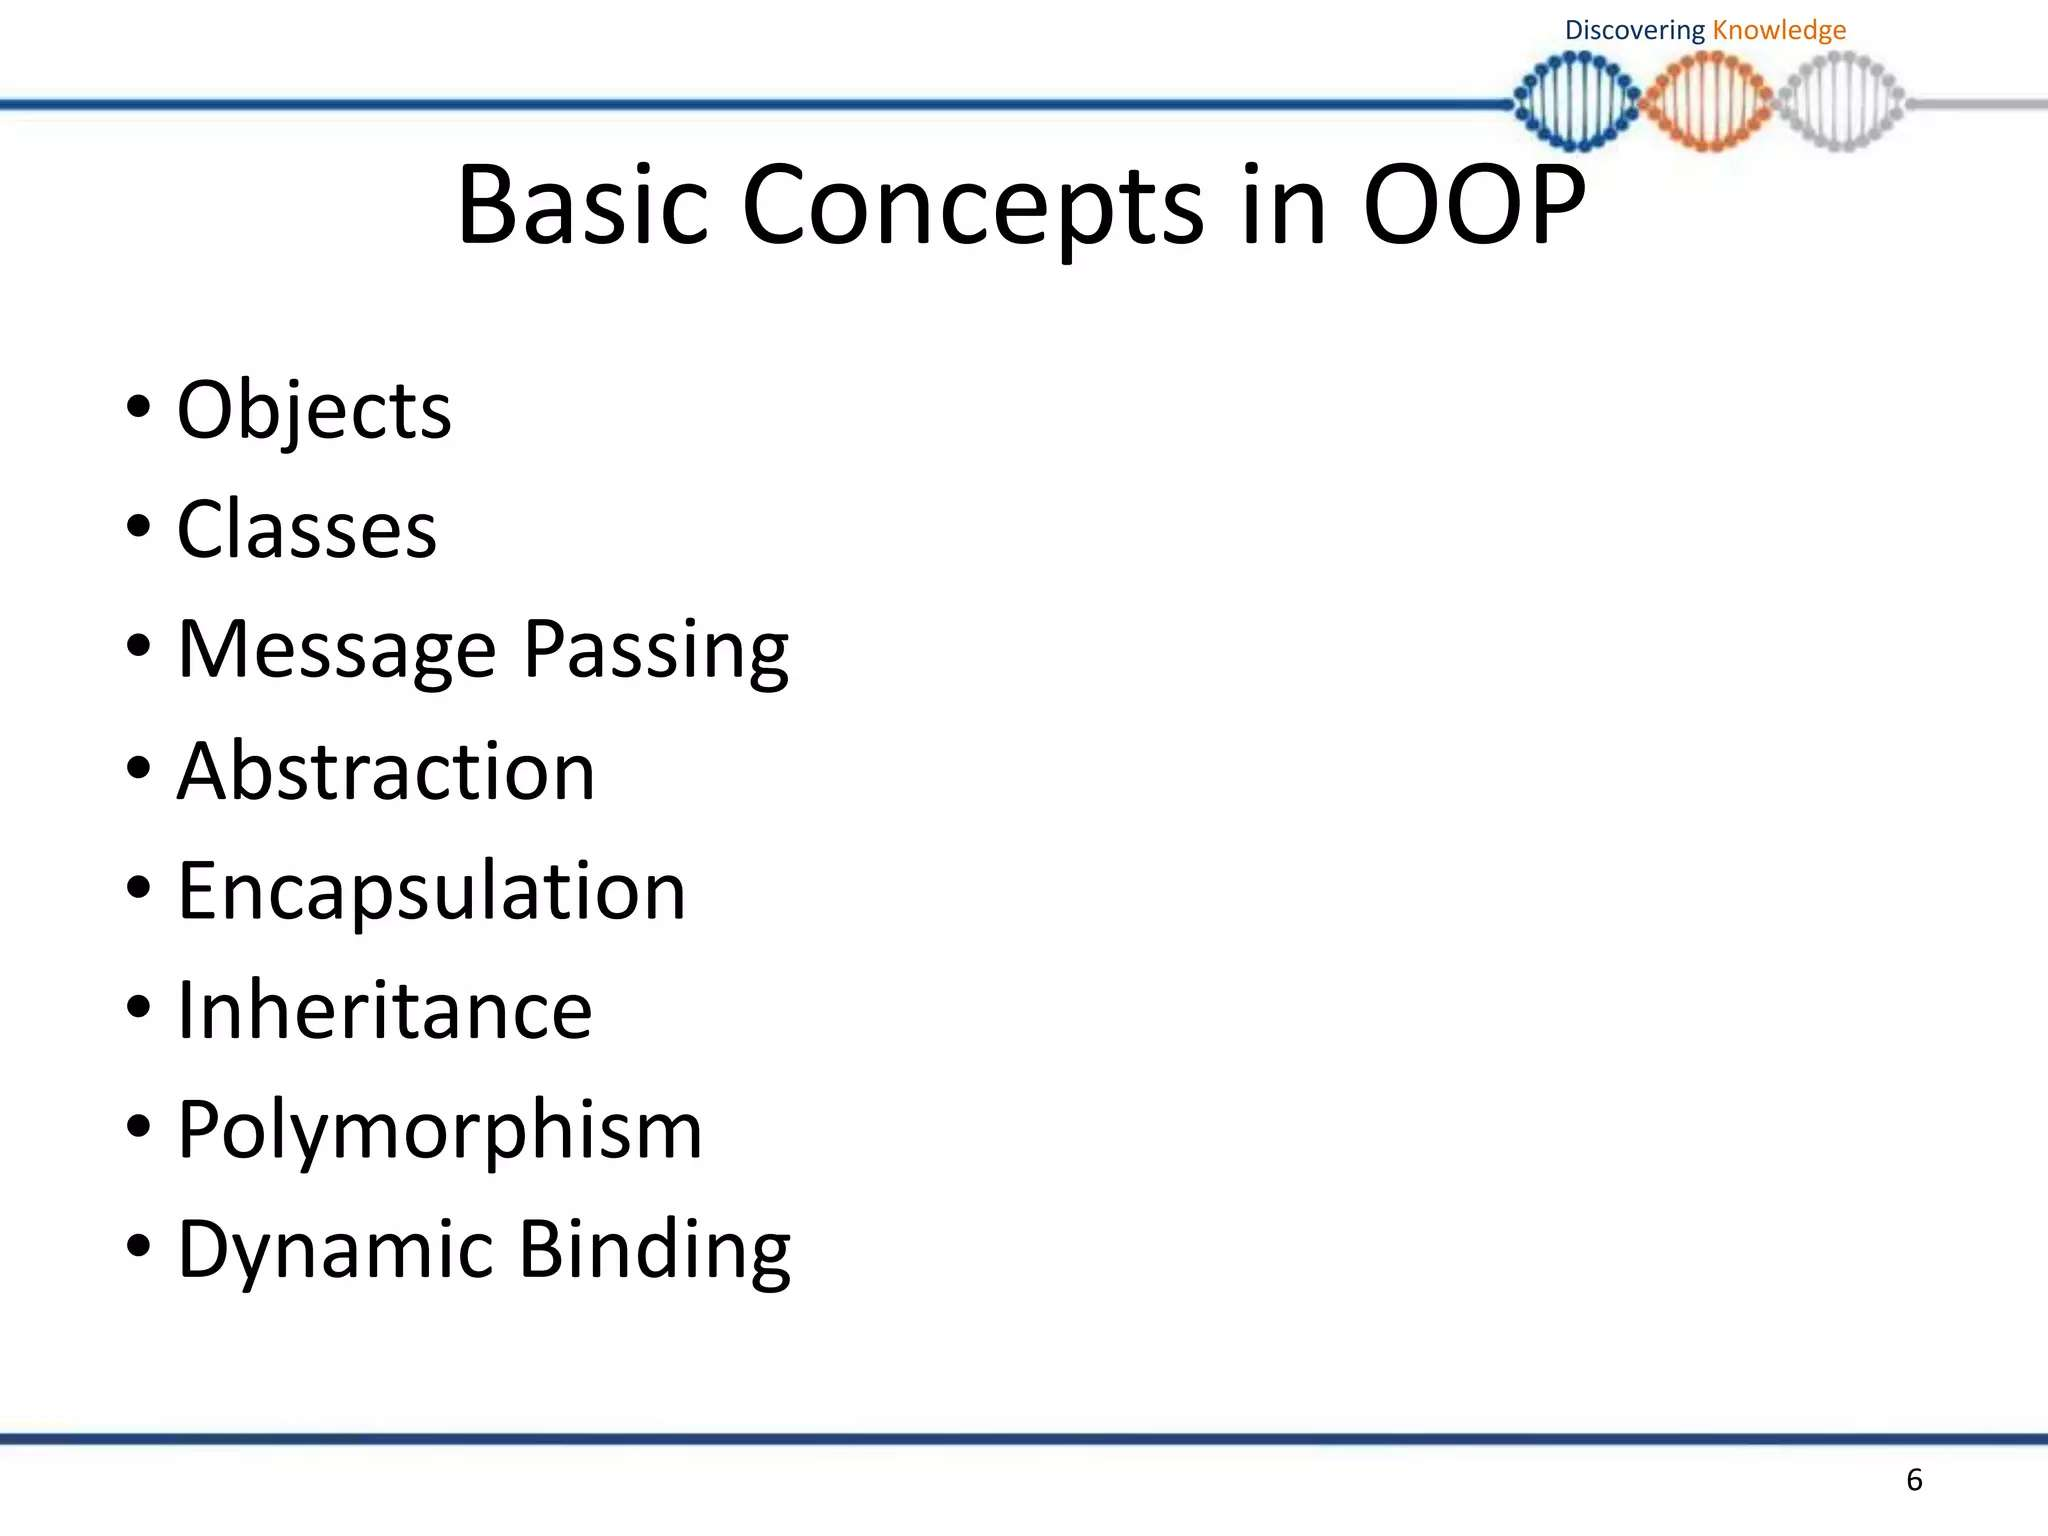 Discovering Knowledge
Basic Concepts in OOP
• Objects
• Classes
• Message Passing
• Abstraction
• Encapsulation
• Inheritance
• Polymorphism
• Dynamic Binding
6